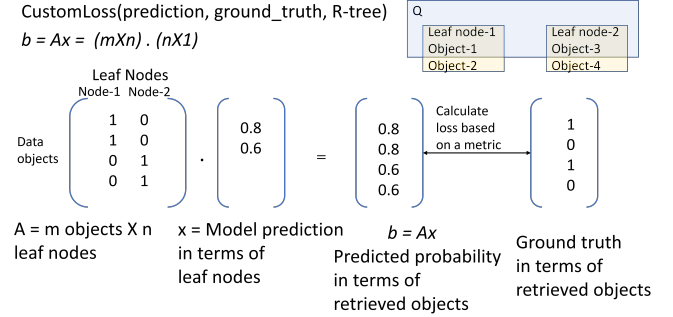 CustomLoss(prediction, ground_truth, R-tree)
b = Ax = (mXn) . (nX1)
Q
Leaf node-1
Object-1
Object-2
Leaf node-2
Object-3
Object-4
Leaf Nodes
Node-1 Node-2
Data
objects
1 0
1 0
0 1
0 1
.
0.8
0.6
=
0.8
0.8
0.6
0.6
Calculate
loss based
on a metric
1
0
1
0
A = m objects X n
leaf nodes
x = Model prediction
in terms of
leaf nodes
b = Ax
Predicted probability
in terms of
retrieved objects
Ground truth
in terms of
retrieved objects